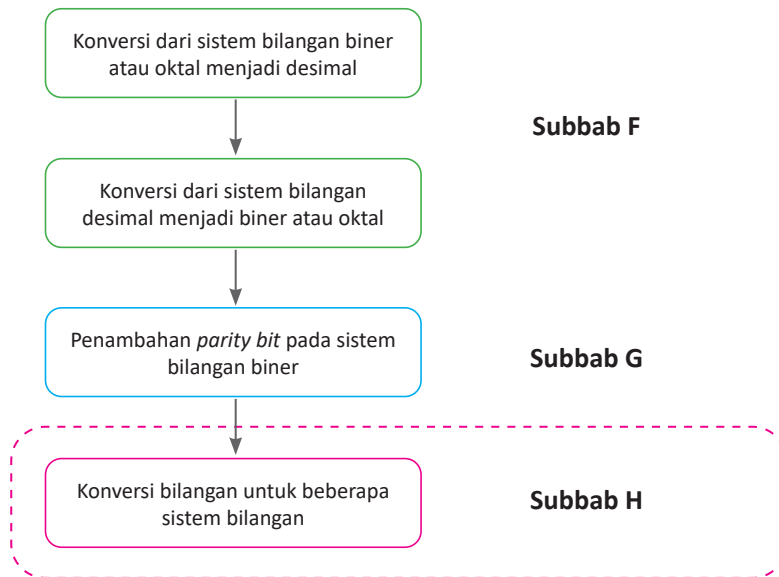 Konversi dari sistem bilangan biner
atau oktal menjadi desimal
Subbab F
Konversi dari sistem bilangan
desimal menjadi biner atau oktal
Penambahan parity bit pada sistem
bilangan biner
Subbab G
Konversi bilangan untuk beberapa
sistem bilangan
Subbab H